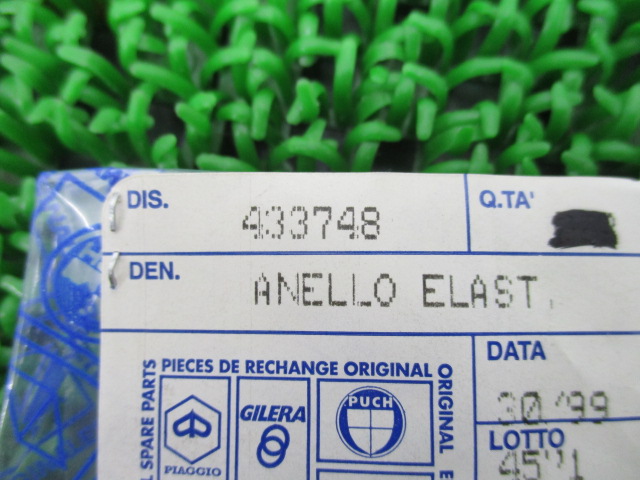 DIS.
433748
Q.TA'
DEN.
ANELLO ELAST.
PIECES DE RECHANGE ORIGINAL
ORIGINAL
SPARE PARTS
PIAGGIO
GILERA
PUCH
DATA
30/99
LOTTO